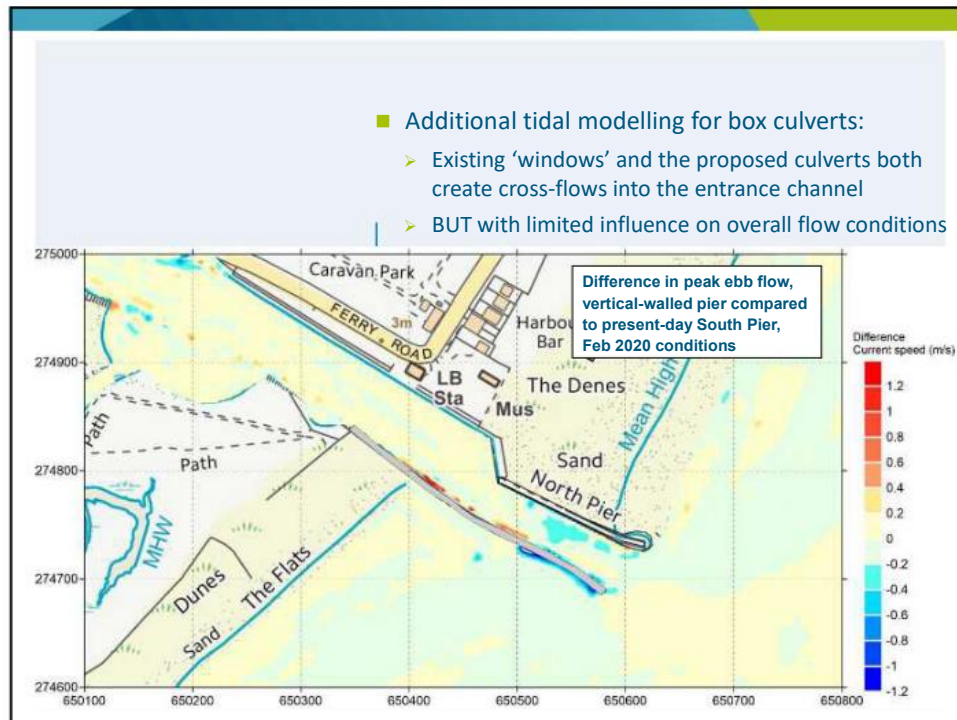 ■ Additional tidal modelling for box culverts:
➢ Existing ‘windows’ and the proposed culverts both
create cross-flows into the entrance channel
➢ BUT with limited influence on overall flow conditions
275000
274900
274800
274700
274600
650100
650200
650300
650400
650500
650600
650700
650800
Caravan Park
FERRY ROAD
3m
LB
Sta
Mus
Harbou
Bar
The Denes
Mean High
Sand
North Pier
Path
Path
MHW
Dunes
The Flats
Sand
Difference in peak ebb flow,
vertical-walled pier compared
to present-day South Pier,
Feb 2020 conditions
Difference
Current speed (m/s)
1.2
1
0.8
0.6
0.4
0.2
0
-0.2
-0.4
-0.6
-0.8
-1
-1.2